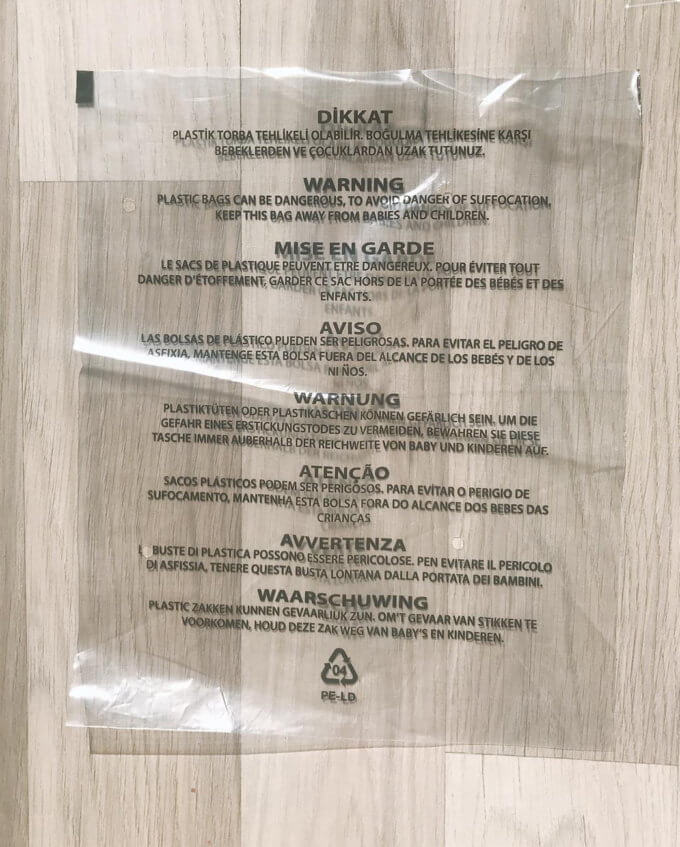 DİKKAT
PLASTİK TORBA TEHLİKELİ OLABİLİR. BOĞULMA TEHLİKESİNE KARŞI
BEBEKLERDEN VE ÇOCUKLARDAN UZAK TUTUNUZ.
WARNING
PLASTIC BAGS CAN BE DANGEROUS, TO AVOID DANGER OF SUFFOCATION,
KEEP THIS BAG AWAY FROM BABIES AND CHILDREN.
MISE EN GARDE
LE SACS DE PLASTIQUE PEUVENT ETRE DANGEREUX. POUR ÉVITER TOUT
DANGER D'ÉTOFFEMENT, GARDER CE SAC HORS DE LA PORTÉE DES BÉBÉS ET DES
ENFANTS.
AVISO
LAS BOLSAS DE PLÁSTICO PUEDEN SER PELIGROSAS. PARA EVITAR EL PELIGRO DE
ASFIXIA, MANTENGE ESTA BOLSA FUERA DEL ALCANCE DE LOS BEBÉS Y DE LOS
NI ÑOS.
WARNUNG
PLASTIKTÜTEN ODER PLASTIKASCHEN KÖNNEN GEFÄRLICH SEIN. UM DIE
GEFAHR EINES ERSTICKUNGSTODES ZU VERMEIDEN, BEWAHREN SIE DIESE
TASCHE IMMER AUßERHALB DER REICHWEITE VON BABY UND KINDEREN AUF.
ATENÇÃO
SACOS PLÁSTICOS PODEM SER PERIGOSOS. PARA EVİTAR O PERIGIO DE
SUFOCAMENTO, MANTENHA ESTA BOLSA FORA DO ALCANCE DOS BEBES DAS
CRIANÇAS
AVVERTENZA
BUSTE DI PLASTICA POSSONO ESSERE PERICOLOSE. PEN EVITARE IL PERICOLO
DI ASFISSIA, TENERE QUESTA BUSTA LONTANA DALLA PORTATA DEI BAMBINI.
WAARSCHUWING
PLASTIC ZAKKEN KUNNEN GEVAARLIJK ZUN. OM'T GEVAAR VAN STIKKEN TE
VOORKOMEN, HOUD DEZE ZAK WEG VAN BABY'S EN KINDEREN.
04
PE-LD